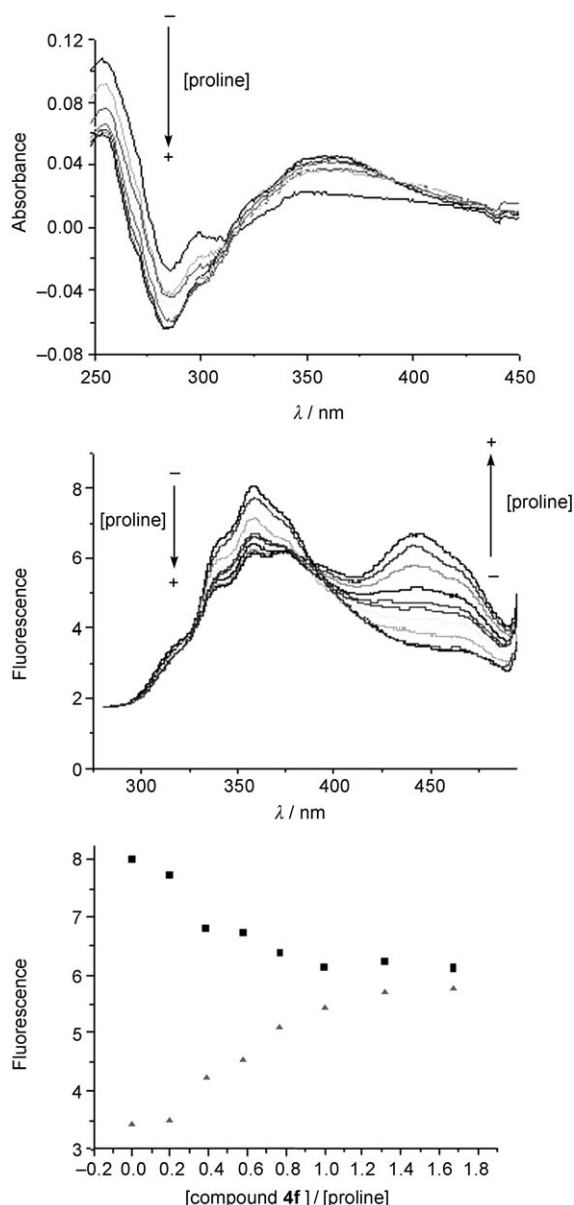 −
0.12
[proline]
0.08
+
0.04
Absorbance
0.00
−0.04
−0.08
250 300 350 400 450
λ / nm
+
8
−
[proline]
[proline]
6
+
−
Fluorescence
4
2
0
300 350 400 450
λ / nm
8
7
Fluorescence
6
5
4
3
−0.2 0.0 0.2 0.4 0.6 0.8 1.0 1.2 1.4 1.6 1.8
[compound 4f ] / [proline]